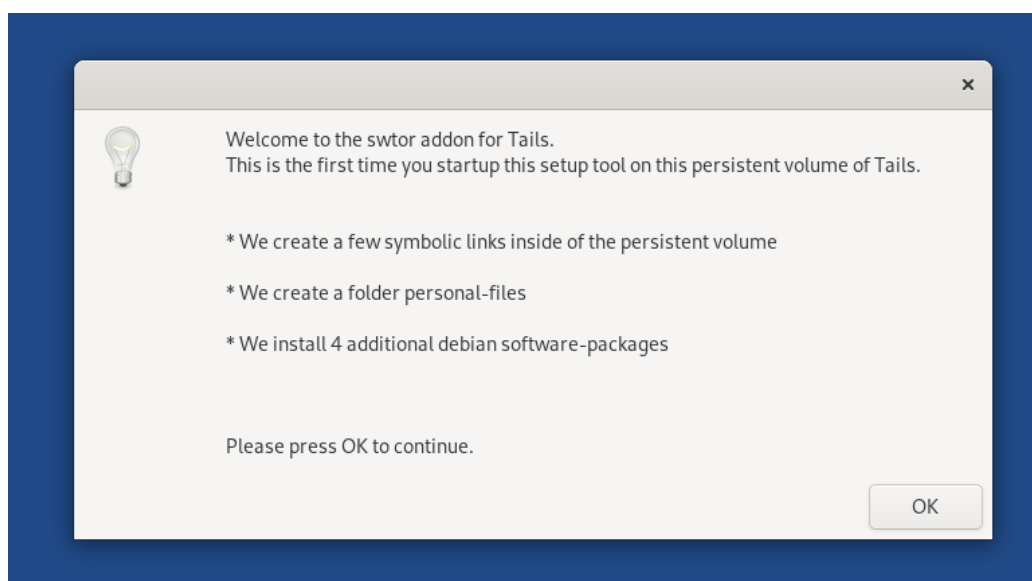 ×
Welcome to the swtor addon for Tails.
This is the first time you startup this setup tool on this persistent volume of Tails.
* We create a few symbolic links inside of the persistent volume
* We create a folder personal-files
* We install 4 additional debian software-packages
Please press OK to continue.
OK